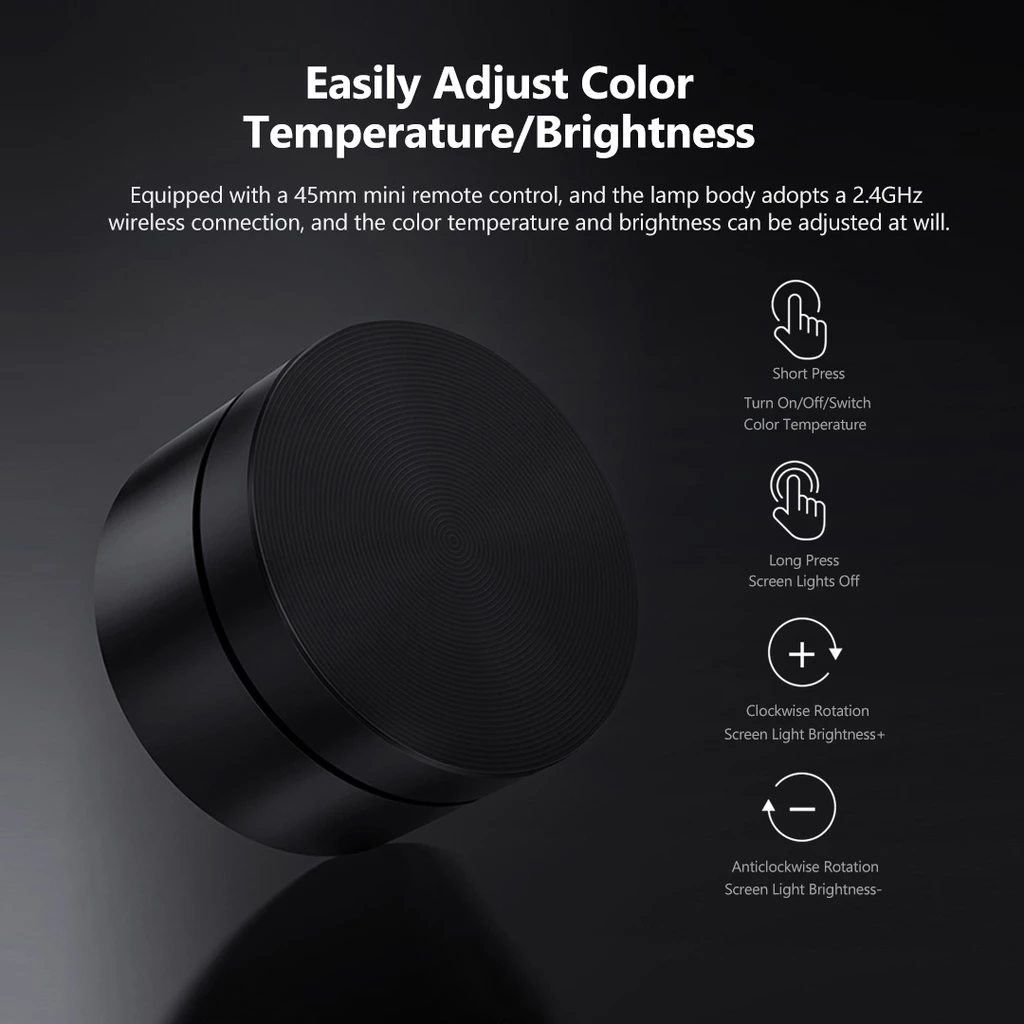 Easily Adjust Color
Temperature/Brightness
Equipped with a 45mm mini remote control, and the lamp body adopts a 2.4GHz
wireless connection, and the color temperature and brightness can be adjusted at will.
Short Press
Turn On/Off/Switch
Color Temperature
Long Press
Screen Lights Off
Clockwise Rotation
Screen Light Brightness+
Anticlockwise Rotation
Screen Light Brightness-